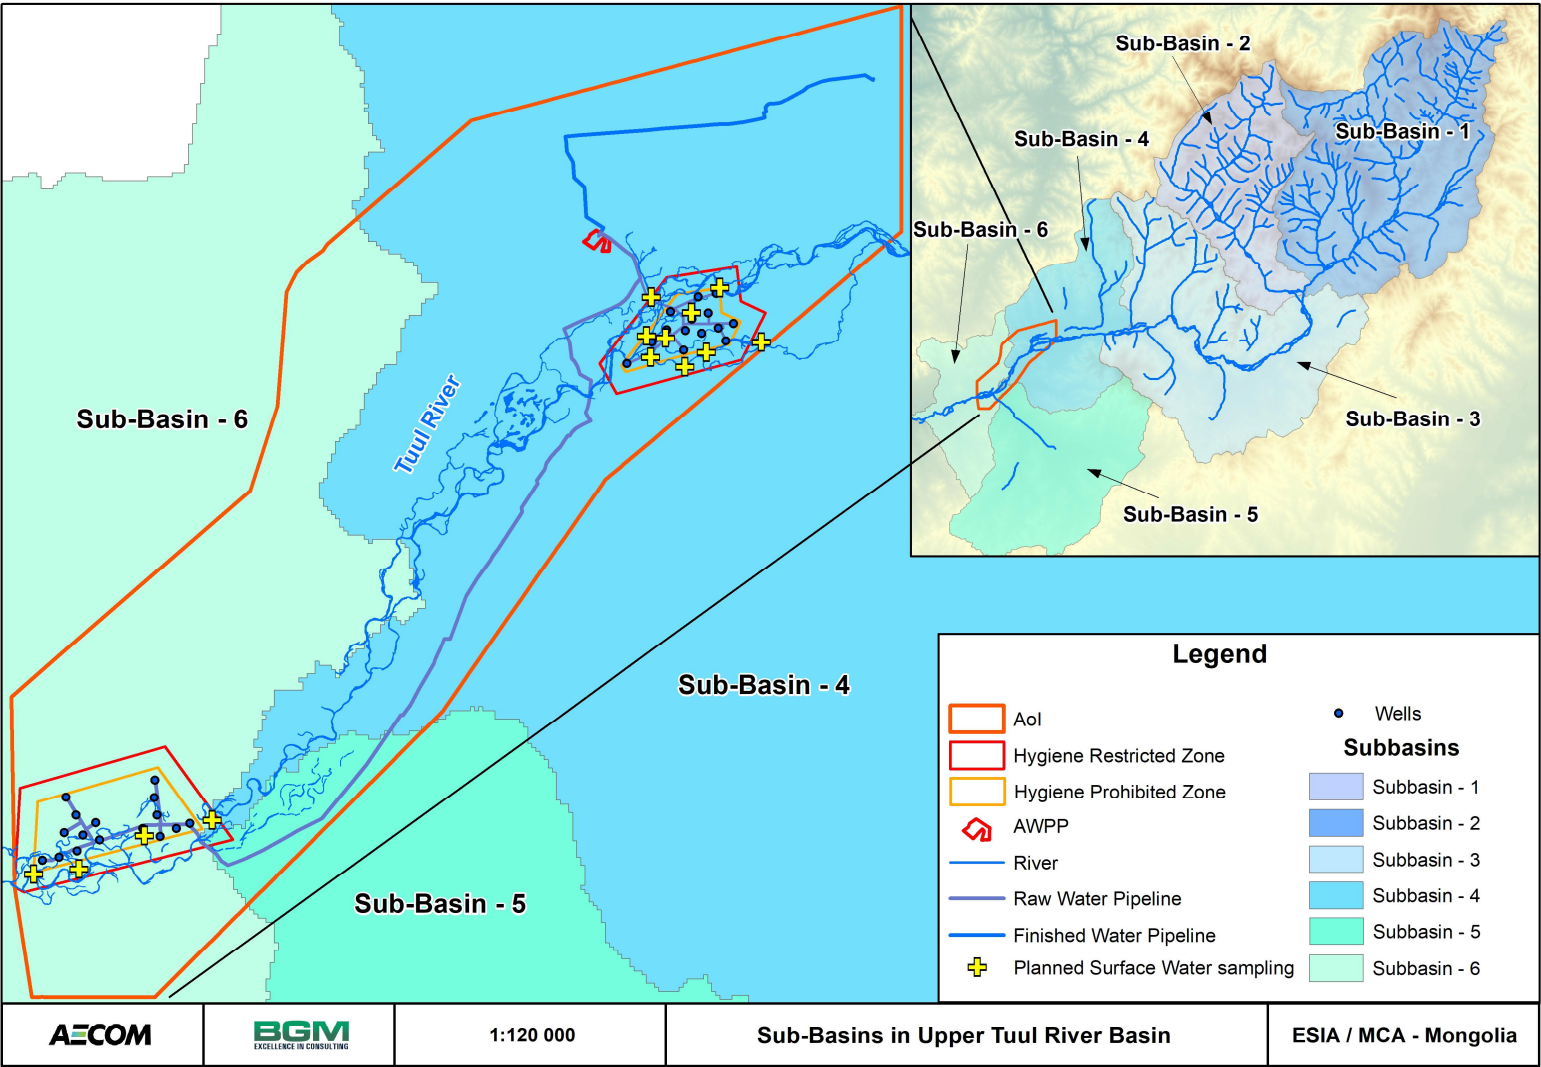 Sub-Basin - 2
Sub-Basin - 1
Sub-Basin - 4
Sub-Basin - 6
Sub-Basin - 3
Sub-Basin - 5
Sub-Basin - 6
Tuul River
Sub-Basin - 4
Sub-Basin - 5
Legend
AoI
Hygiene Restricted Zone
Hygiene Prohibited Zone
AWPP
River
Raw Water Pipeline
Finished Water Pipeline
Planned Surface Water sampling
Wells
Subbasins
Subbasin - 1
Subbasin - 2
Subbasin - 3
Subbasin - 4
Subbasin - 5
Subbasin - 6
AECOM
BGM
EXCELLENCE IN CONSULTING
1:120 000
Sub-Basins in Upper Tuul River Basin
ESIA / MCA - Mongolia